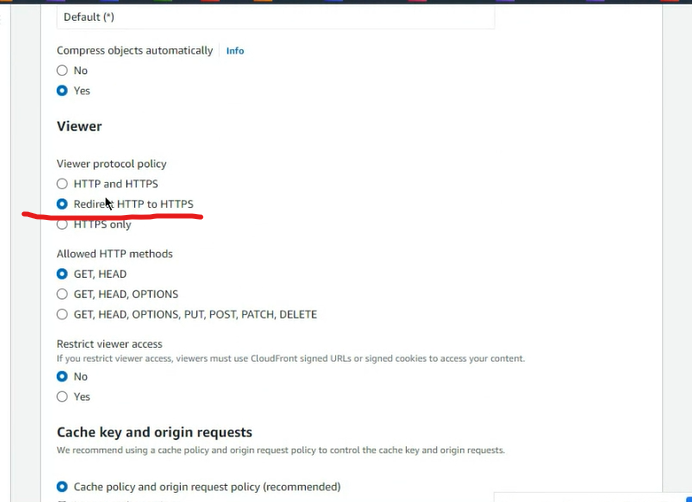 Default (*)
Compress objects automatically | Info
No
Yes
Viewer
Viewer protocol policy
HTTP and HTTPS
Redirect HTTP to HTTPS
HTTPS only
Allowed HTTP methods
GET, HEAD
GET, HEAD, OPTIONS
GET, HEAD, OPTIONS, PUT, POST, PATCH, DELETE
Restrict viewer access
If you restrict viewer access, viewers must use CloudFront signed URLs or signed cookies to access your content.
No
Yes
Cache key and origin requests
We recommend using a cache policy and origin request policy to control the cache key and origin requests.
Cache policy and origin request policy (recommended)